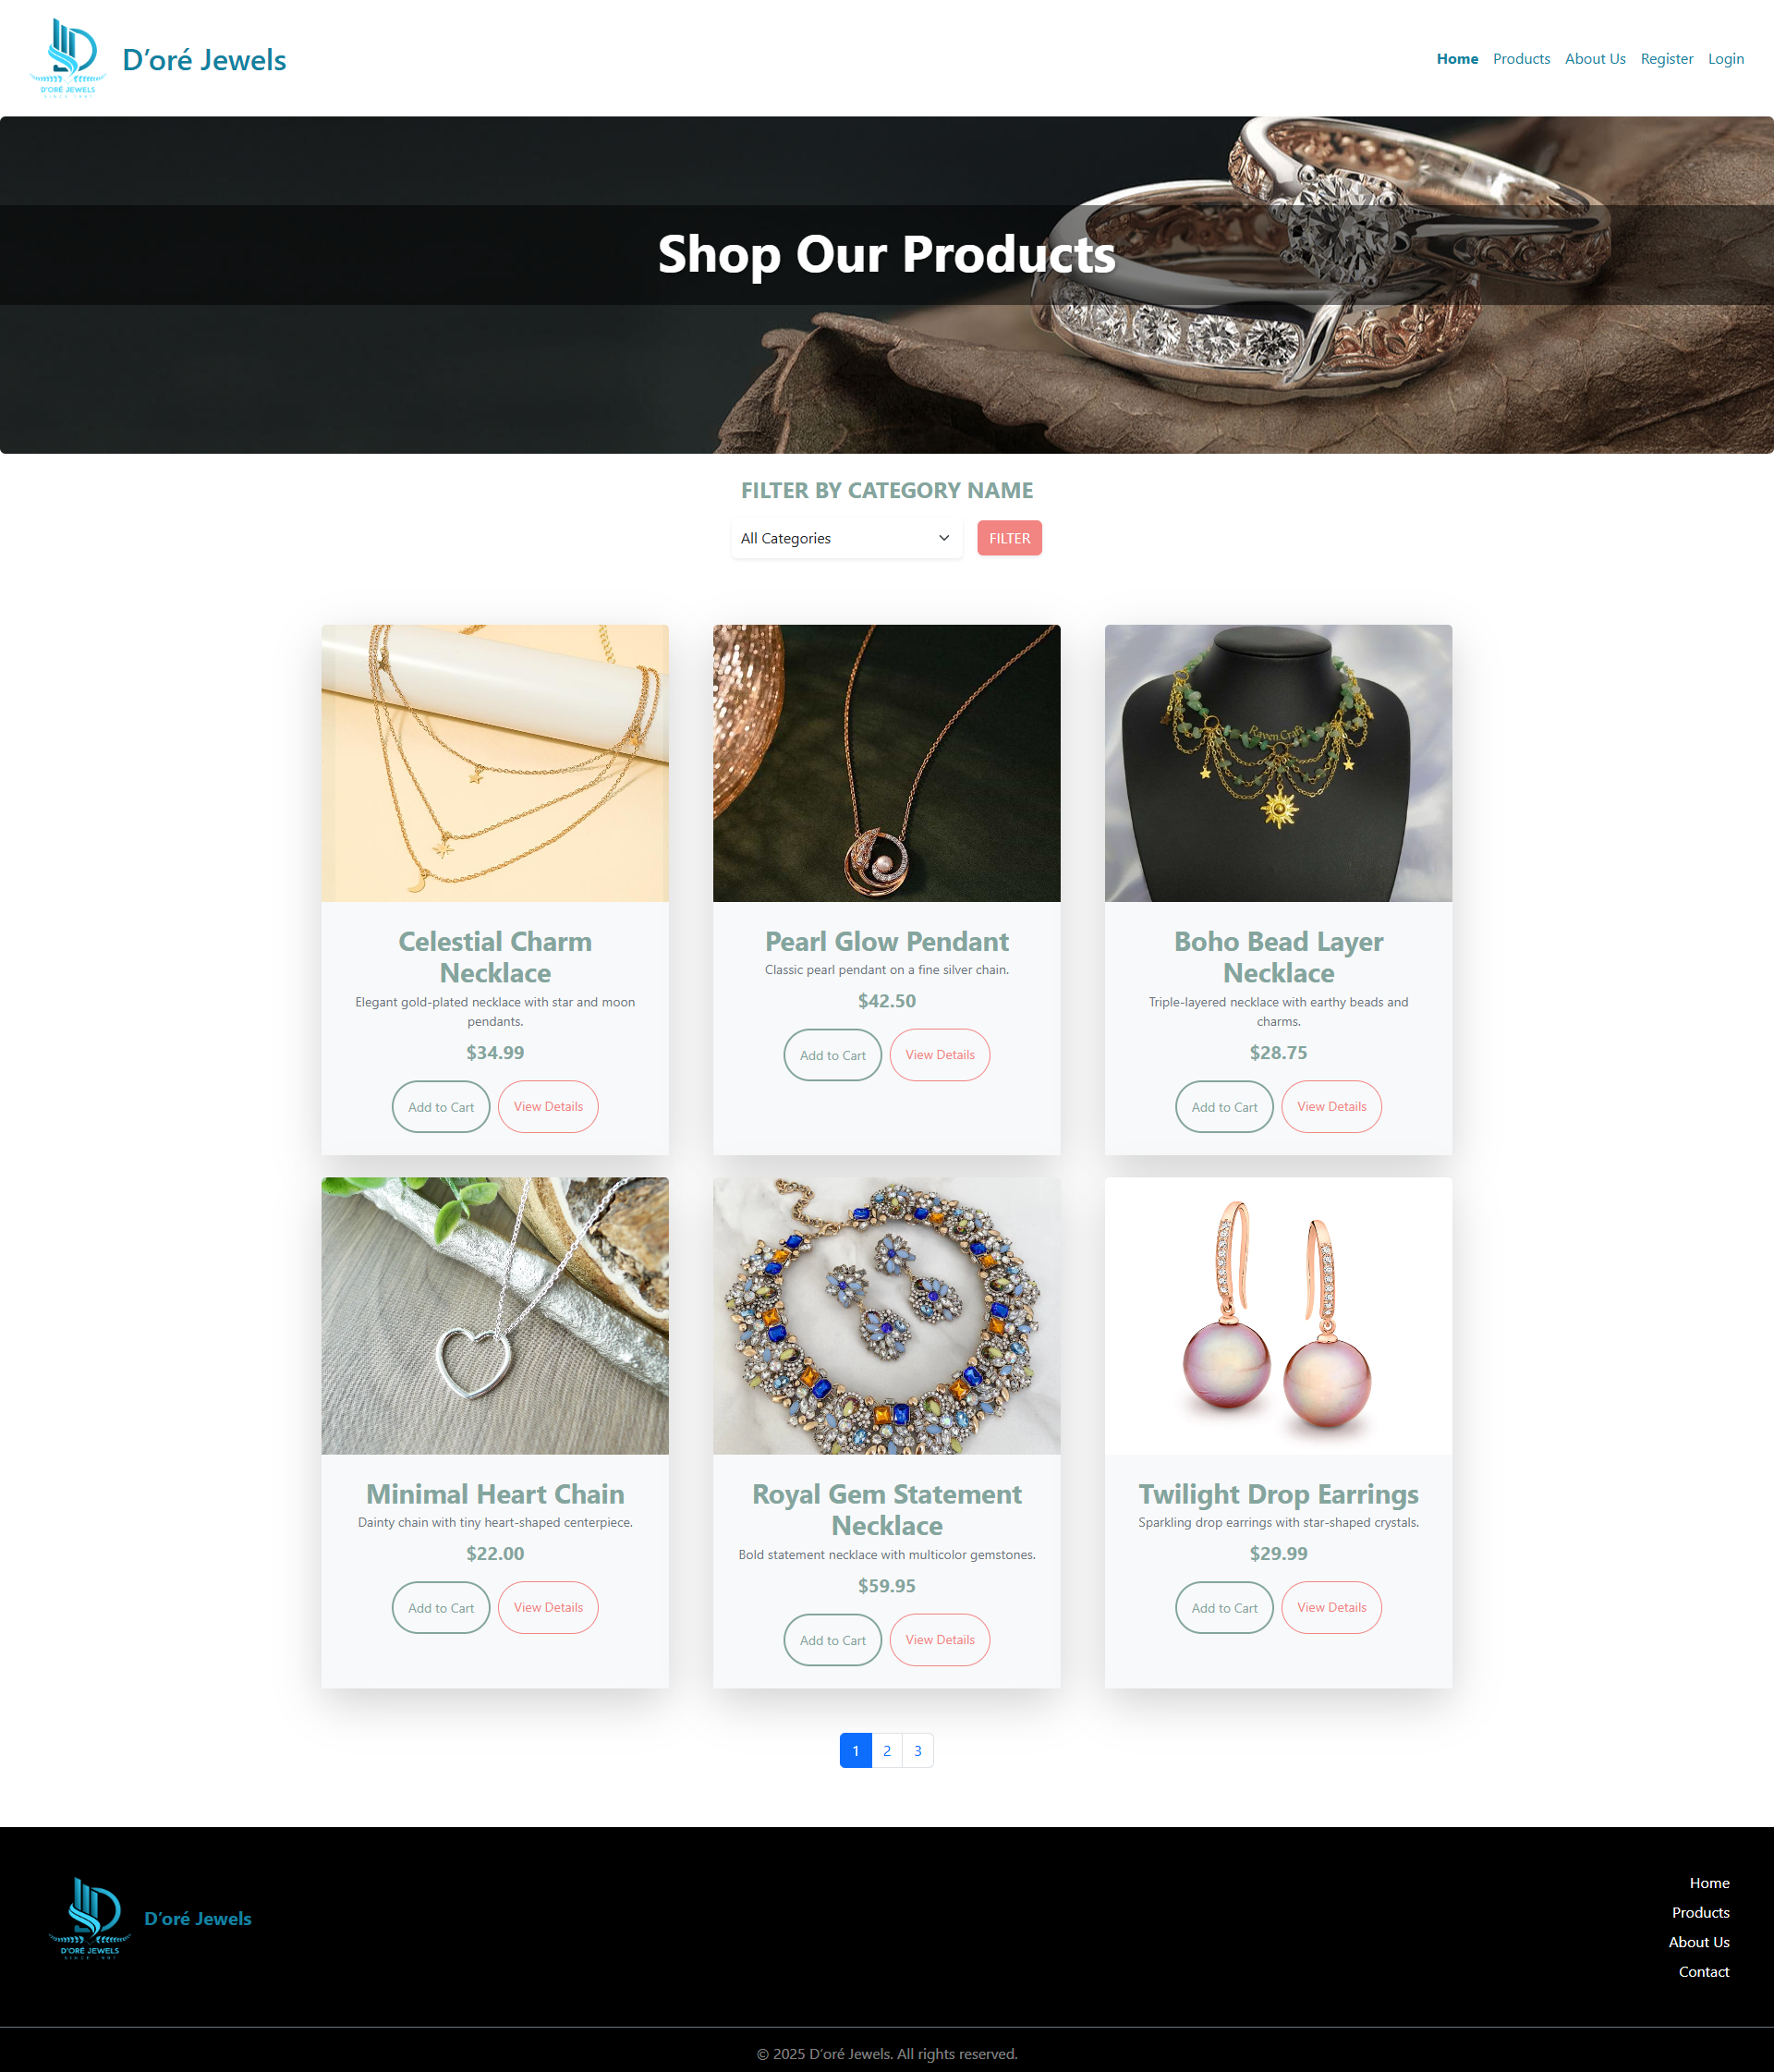 D'ORÉ JEWELS
D'oré Jewels
Home Products About Us Register Login
Shop Our Products
FILTER BY CATEGORY NAME
All Categories FILTER
Raven.Craft
Celestial Charm
Necklace
Elegant gold-plated necklace with star and moon
pendants.
$34.99
Add to Cart View Details
Pearl Glow Pendant
Classic pearl pendant on a fine silver chain.
$42.50
Add to Cart View Details
Boho Bead Layer
Necklace
Triple-layered necklace with earthy beads and
charms.
$28.75
Add to Cart View Details
Minimal Heart Chain
Dainty chain with tiny heart-shaped centerpiece.
$22.00
Add to Cart View Details
Royal Gem Statement
Necklace
Bold statement necklace with multicolor gemstones.
$59.95
Add to Cart View Details
Twilight Drop Earrings
Sparkling drop earrings with star-shaped crystals.
$29.99
Add to Cart View Details
1 2 3
D'ORÉ JEWELS
D'oré Jewels
Home
Products
About Us
Contact
© 2025 D'oré Jewels. All rights reserved.